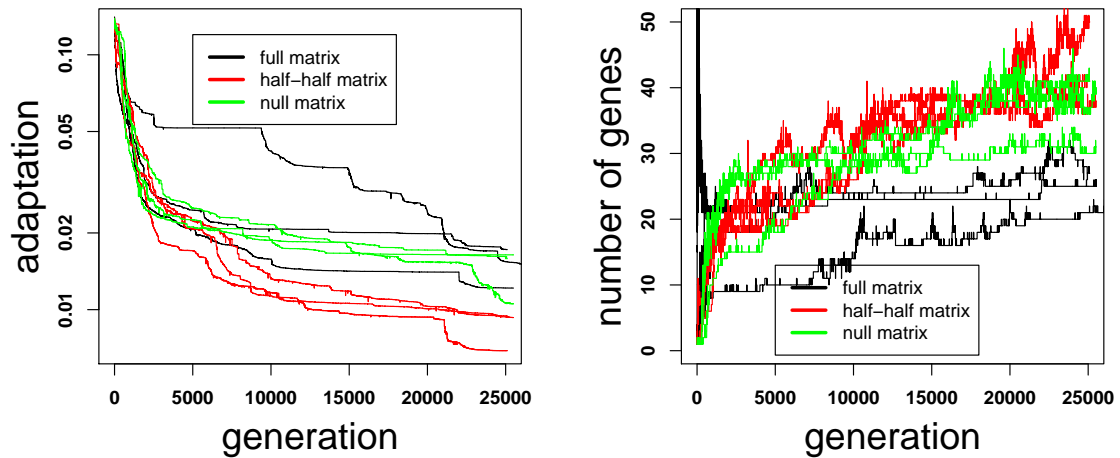 adaptation
0.10
0.05
0.02
0.01
full matrix
half−half matrix
null matrix
0 5000 10000 15000 20000 25000
generation
number of genes
50
40
30
20
10
0
full matrix
half−half matrix
null matrix
0 5000 10000 15000 20000 25000
generation